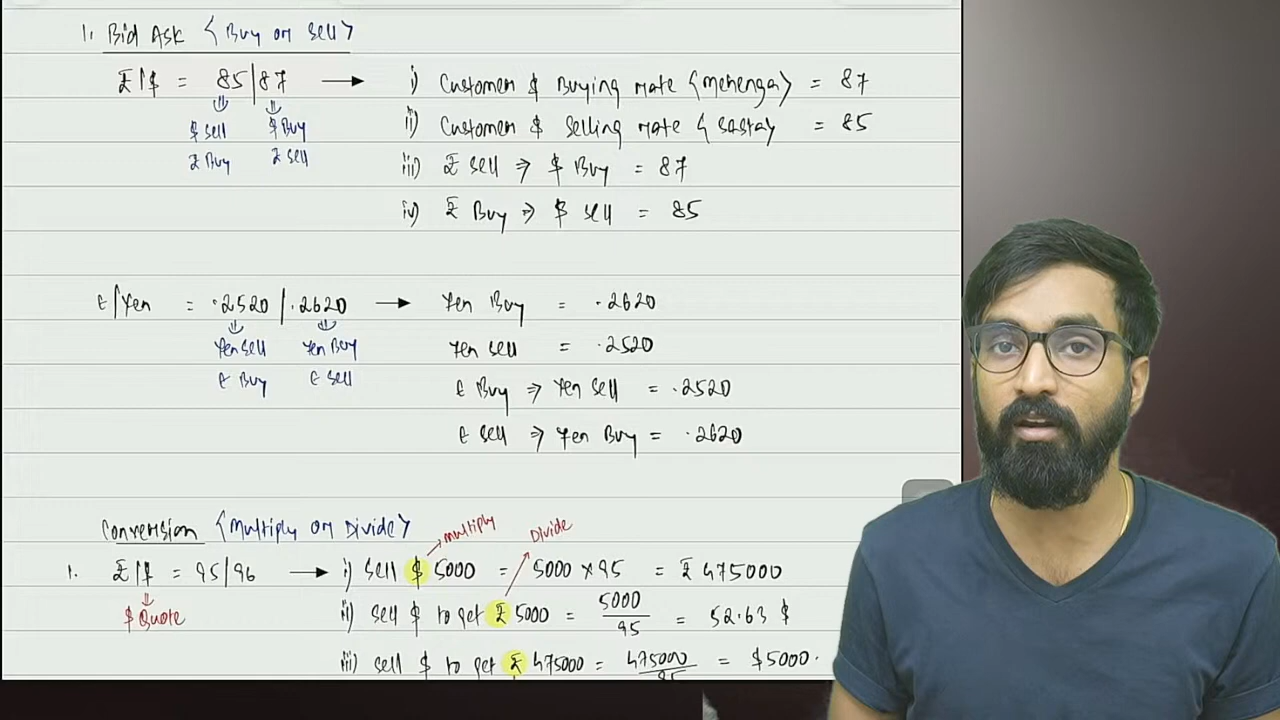 1. Bid Ask {Buy or Sell}
₹/$ = 85/87 → i) Customer $ Buying rate {mehenga} = 87
$ Sell $ Buy ii) Customer $ Selling rate {Sasta} = 85
₹ Buy ₹ Sell iii) ₹ Sell ⇒ $ Buy = 87
iv) ₹ Buy ⇒ $ Sell = 85
£/Yen = .2520/.2620 → Yen Buy = .2620
Yen Sell Yen Buy Yen Sell = .2520
£ Buy £ Sell £ Buy ⇒ Yen Sell = .2520
£ Sell ⇒ Yen Buy = .2620
Conversion {Multiply or Divide} multiply Divide
1. ₹/$ = 95/96 → i) Sell $ 5000 = 5000 × 95 = ₹ 475000
$ Quote ii) Sell $ to get ₹ 5000 = 5000/95 = 52.63 $
iii) Sell $ to get ₹ 475000 = 475000/95 = $ 5000.